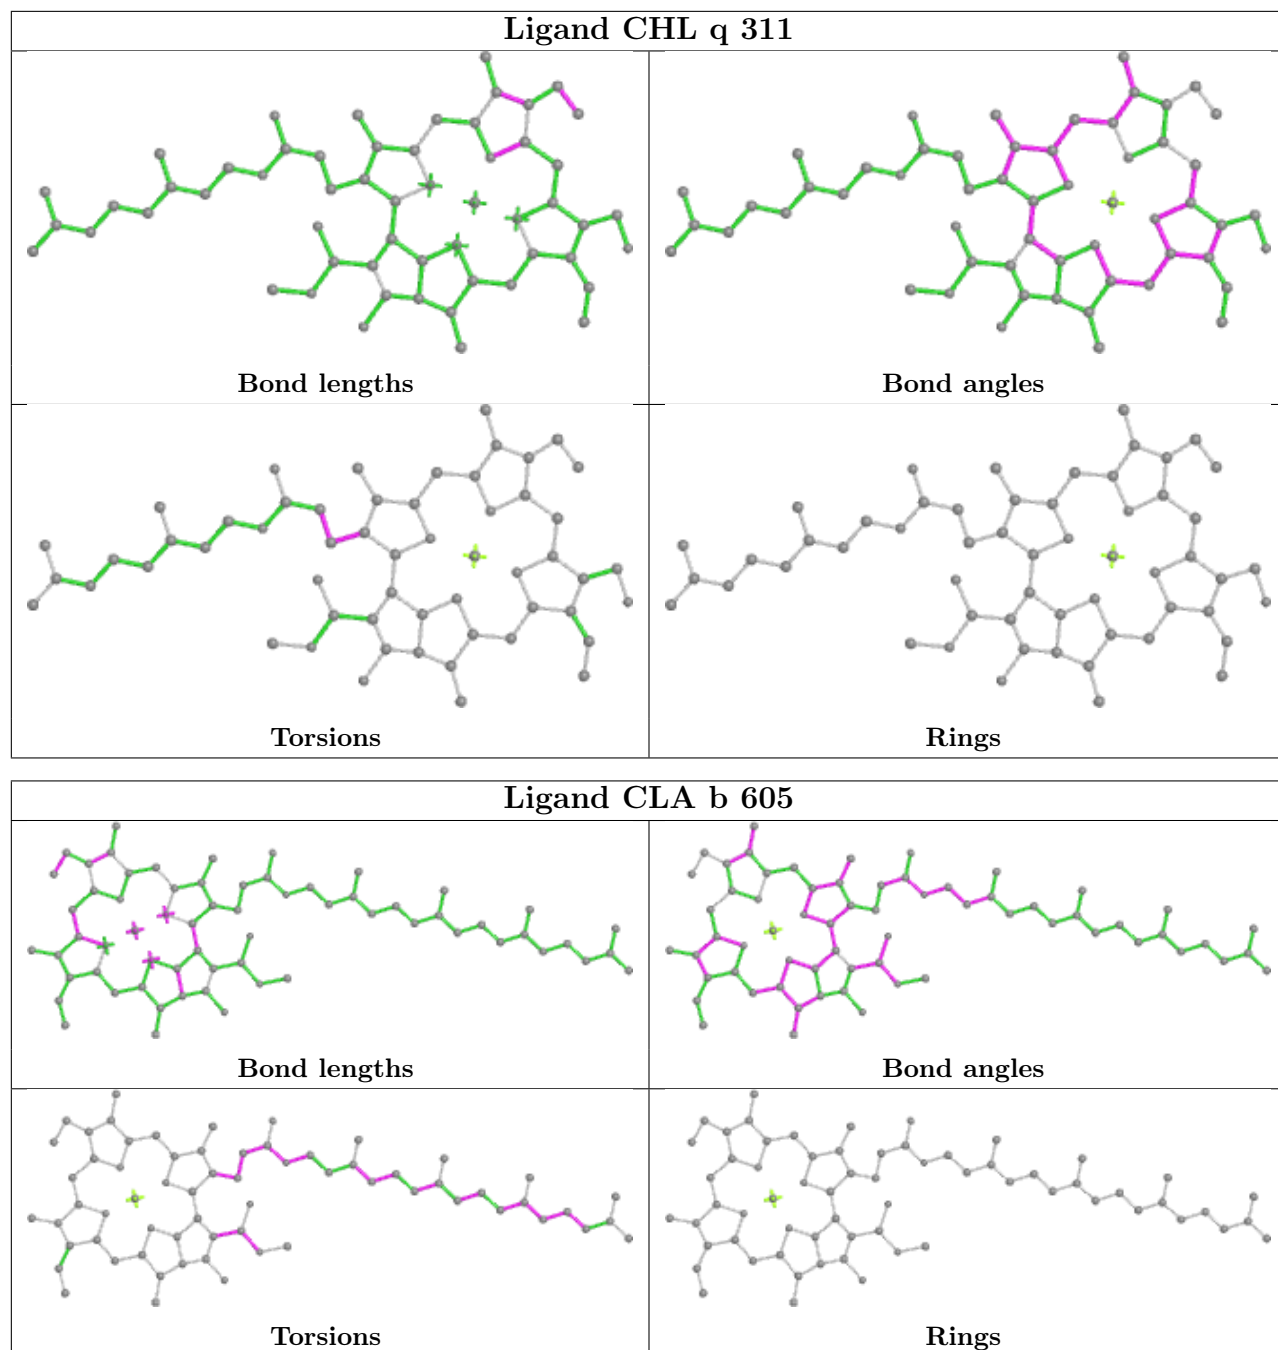 Ligand CHL q 311
Bond lengths
Bond angles
Torsions
Rings
Ligand CLA b 605
Bond lengths
Bond angles
Torsions
Rings